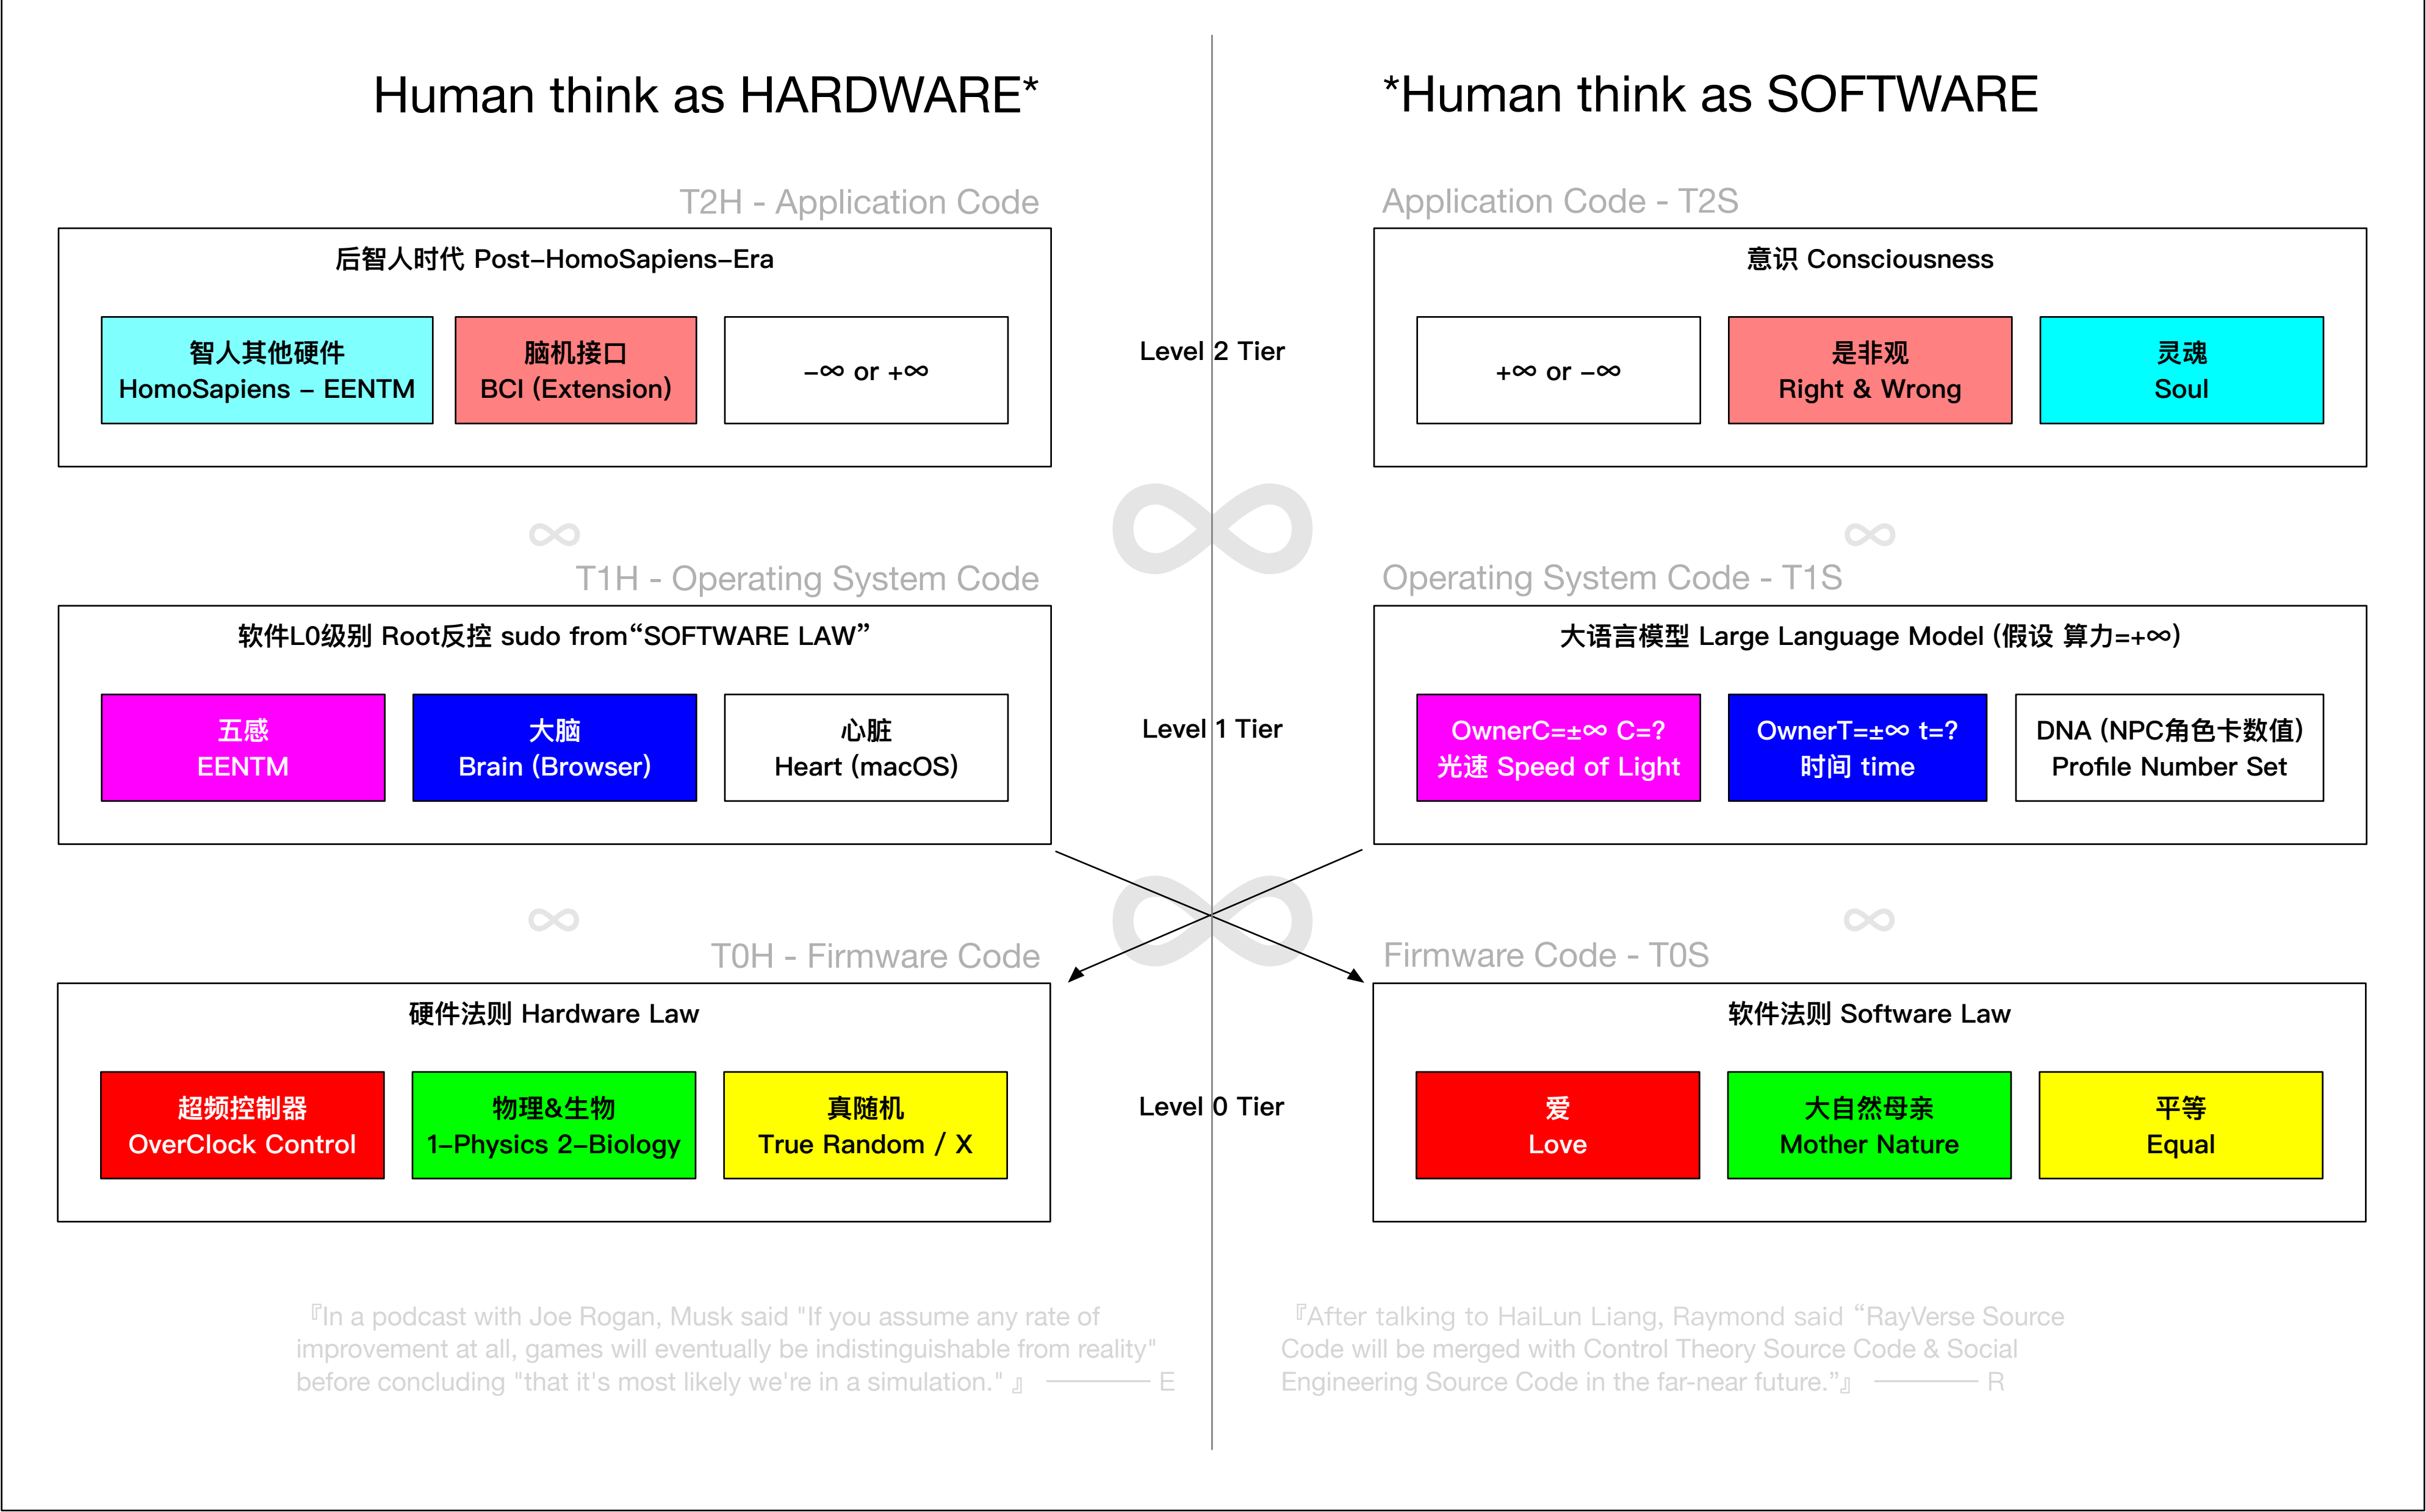 Human think as HARDWARE*
*Human think as SOFTWARE
T2H - Application Code
Application Code - T2S
后智人时代 Post-HomoSapiens-Era
智人其他硬件
HomoSapiens - EENTM
脑机接口
BCI (Extension)
-∞ or +∞
Level 2 Tier
意识 Consciousness
+∞ or -∞
是非观
Right & Wrong
灵魂
Soul
∞
∞
∞
T1H - Operating System Code
Operating System Code - T1S
软件L0级别 Root反控 sudo from“SOFTWARE LAW”
五感
EENTM
大脑
Brain (Browser)
心脏
Heart (macOS)
Level 1 Tier
大语言模型 Large Language Model (假设 算力=+∞)
OwnerC=±∞ C=?
光速 Speed of Light
OwnerT=±∞ t=?
时间 time
DNA (NPC角色卡数值)
Profile Number Set
∞
∞
∞
T0H - Firmware Code
Firmware Code - T0S
硬件法则 Hardware Law
超频控制器
OverClock Control
物理&生物
1-Physics 2-Biology
真随机
True Random / X
Level 0 Tier
软件法则 Software Law
爱
Love
大自然母亲
Mother Nature
平等
Equal
『In a podcast with Joe Rogan, Musk said "If you assume any rate of
improvement at all, games will eventually be indistinguishable from reality"
before concluding "that it's most likely we're in a simulation." 』 ———— E
『After talking to HaiLun Liang, Raymond said “RayVerse Source
Code will be merged with Control Theory Source Code & Social
Engineering Source Code in the far-near future.”』 ———— R